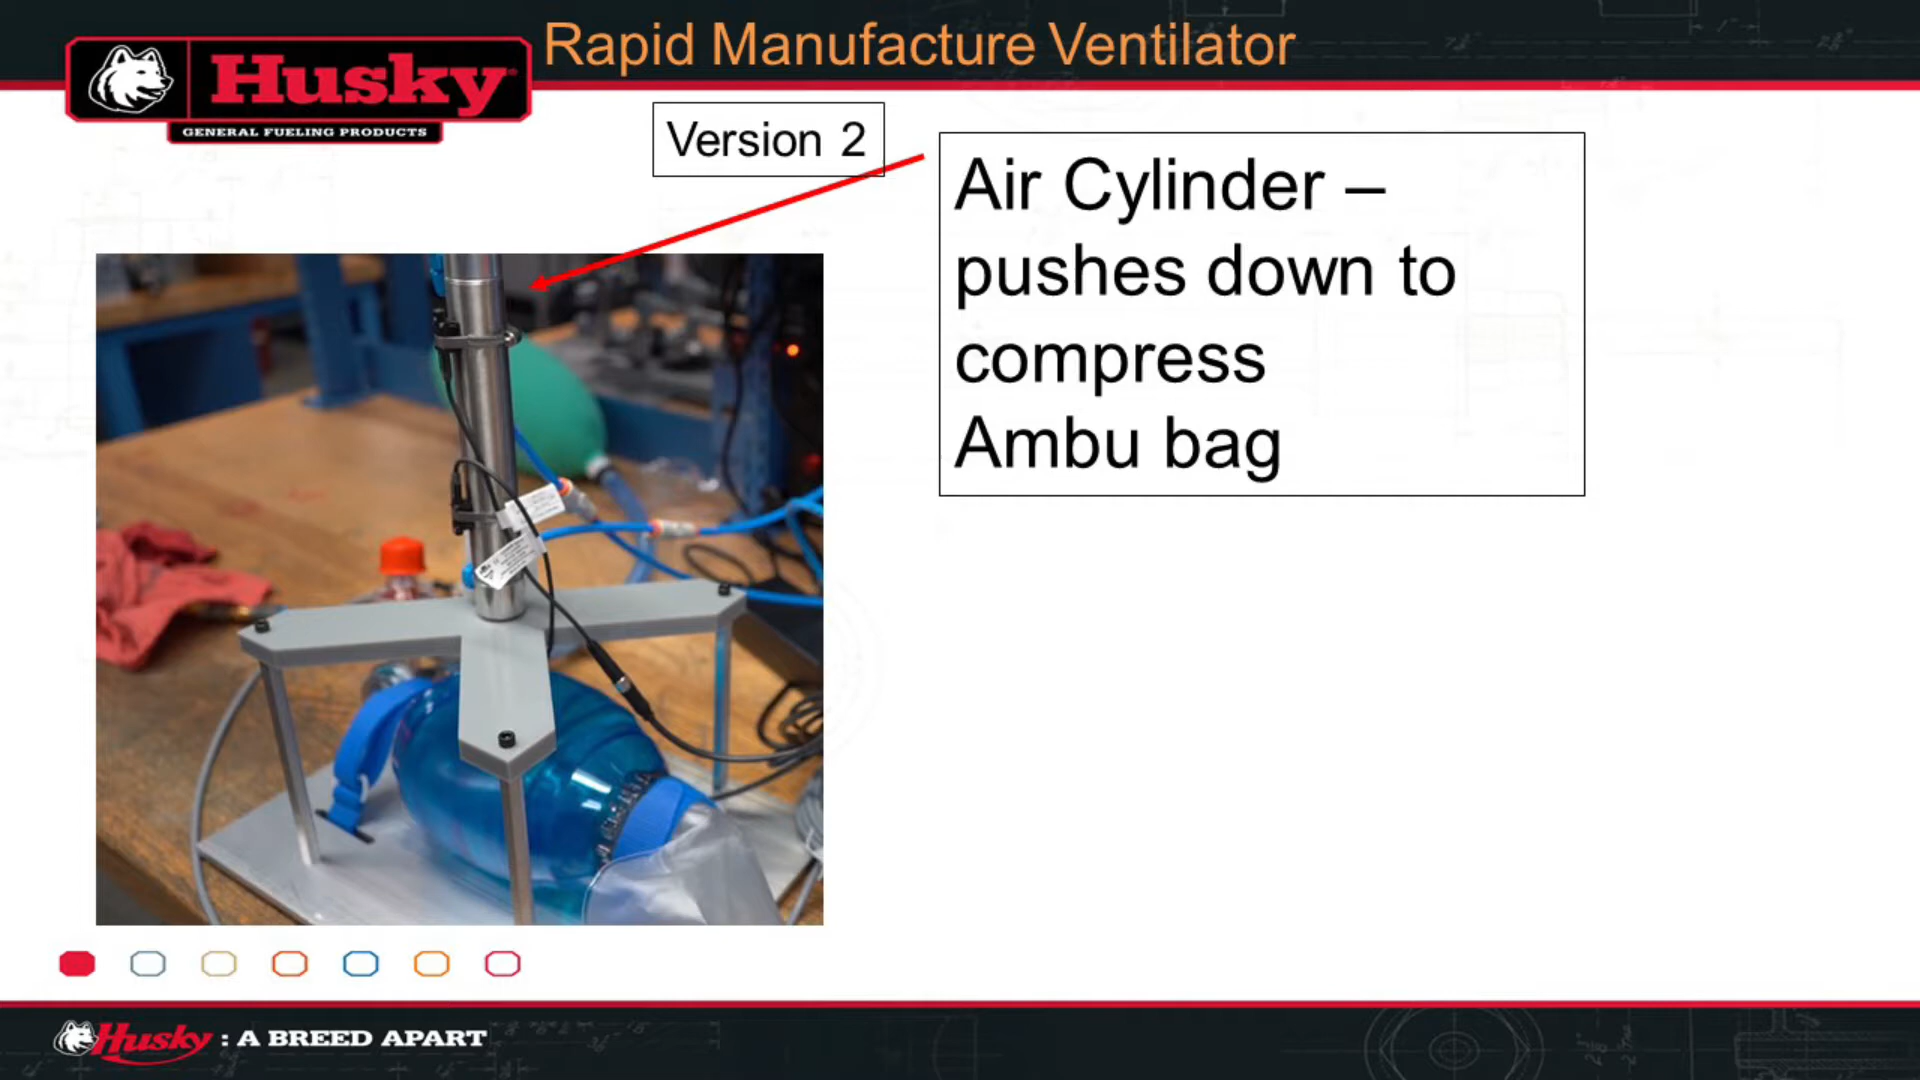 Rapid Manufacture Ventilator
Husky
GENERAL FUELING PRODUCTS
Version 2
Air Cylinder –
pushes down to
compress
Ambu bag
Husky : A BREED APART